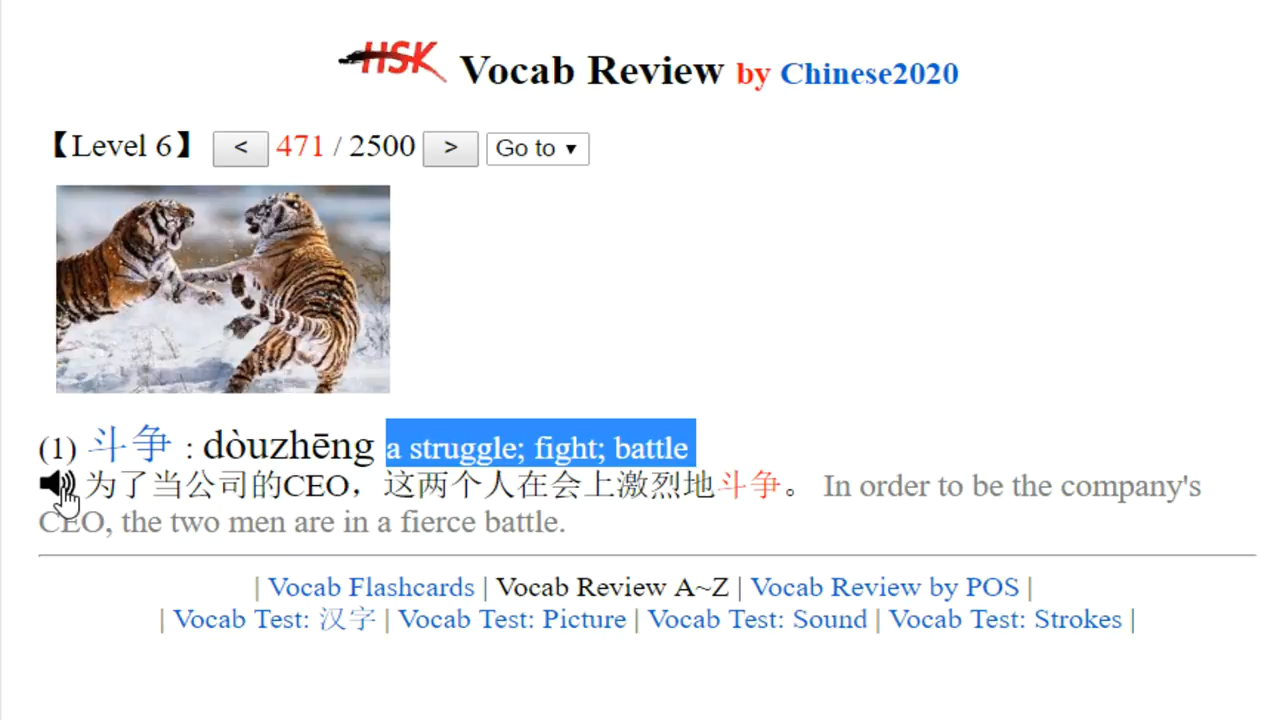 HSK Vocab Review by Chinese2020
【Level 6】 < 471 / 2500 > Go to ▼
(1) 斗争 : dòuzhēng a struggle; fight; battle
为了当公司的CEO，这两个人在会上激烈地斗争。 In order to be the company's
CEO, the two men are in a fierce battle.
| Vocab Flashcards | Vocab Review A~Z | Vocab Review by POS |
| Vocab Test: 汉字 | Vocab Test: Picture | Vocab Test: Sound | Vocab Test: Strokes |